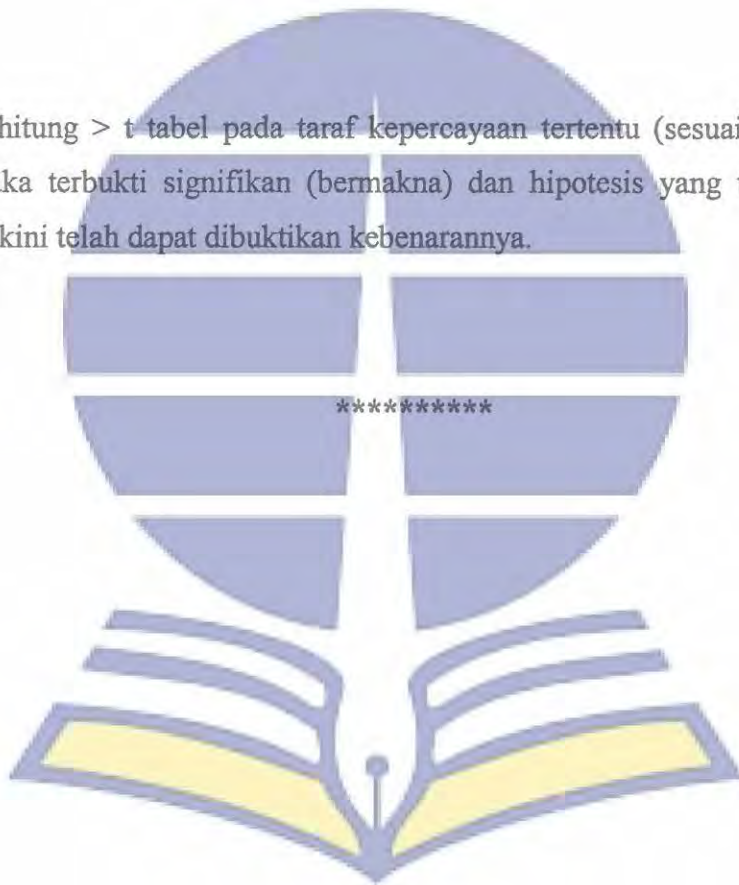 hitung > t tabel pada taraf kepercayaan tertentu (sesuai
ka terbukti signifikan (bermakna) dan hipotesis yang
kini telah dapat dibuktikan kebenarannya.
**********